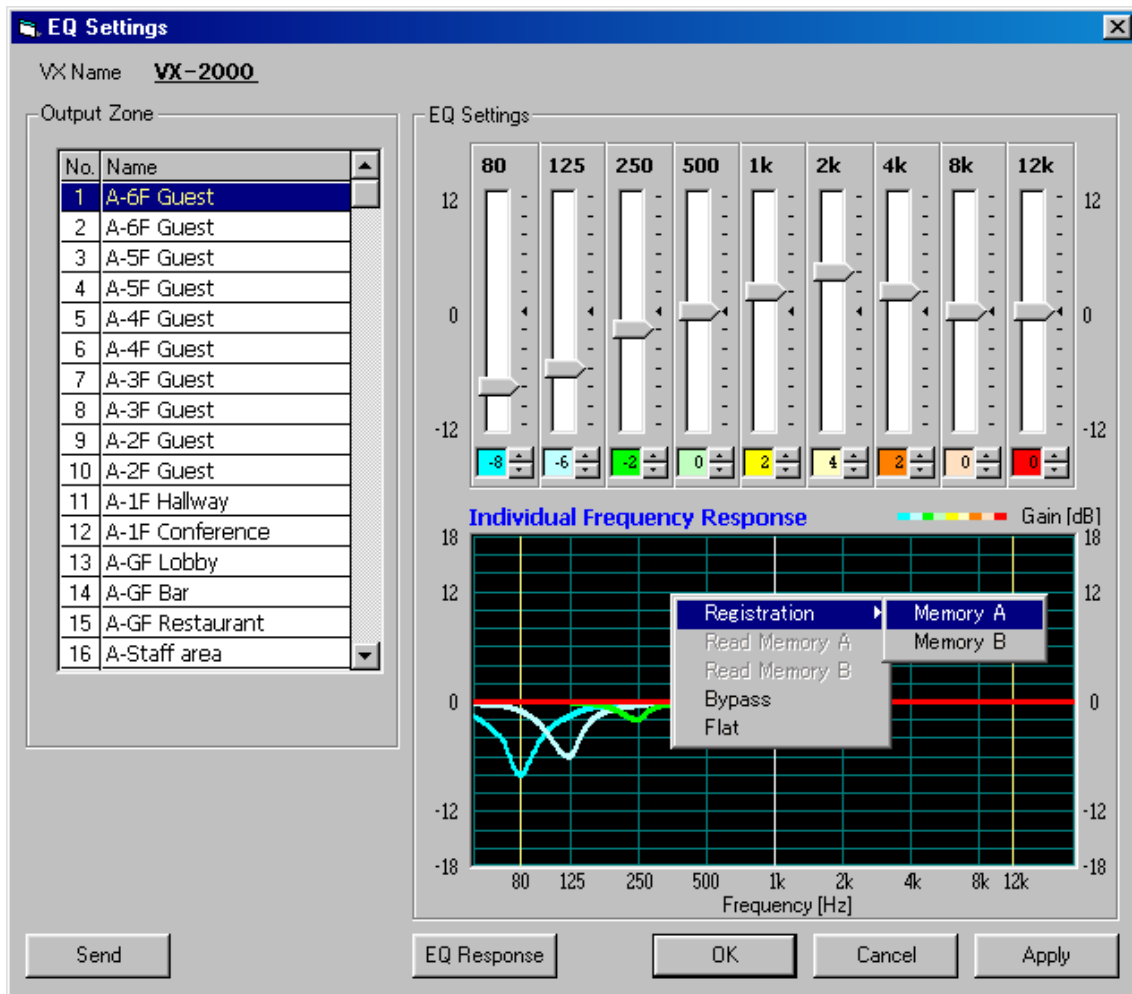 EQ Settings
VX Name VX-2000
Output Zone
No. Name
1 A-6F Guest
2 A-6F Guest
3 A-5F Guest
4 A-5F Guest
5 A-4F Guest
6 A-4F Guest
7 A-3F Guest
8 A-3F Guest
9 A-2F Guest
10 A-2F Guest
11 A-1F Hallway
12 A-1F Conference
13 A-GF Lobby
14 A-GF Bar
15 A-GF Restaurant
16 A-Staff area
EQ Settings
80 125 250 500 1k 2k 4k 8k 12k
12 12
0 0
-12 -12
-8 -6 -2 0 2 4 2 0 0
Individual Frequency Response Gain [dB]
18 18
12 12
0 0
-12 -12
-18 -18
Registration Memory A
Read Memory A Memory B
Read Memory B
Bypass
Flat
80 125 250 500 1k 2k 4k 8k 12k
Frequency [Hz]
Send EQ Response OK Cancel Apply